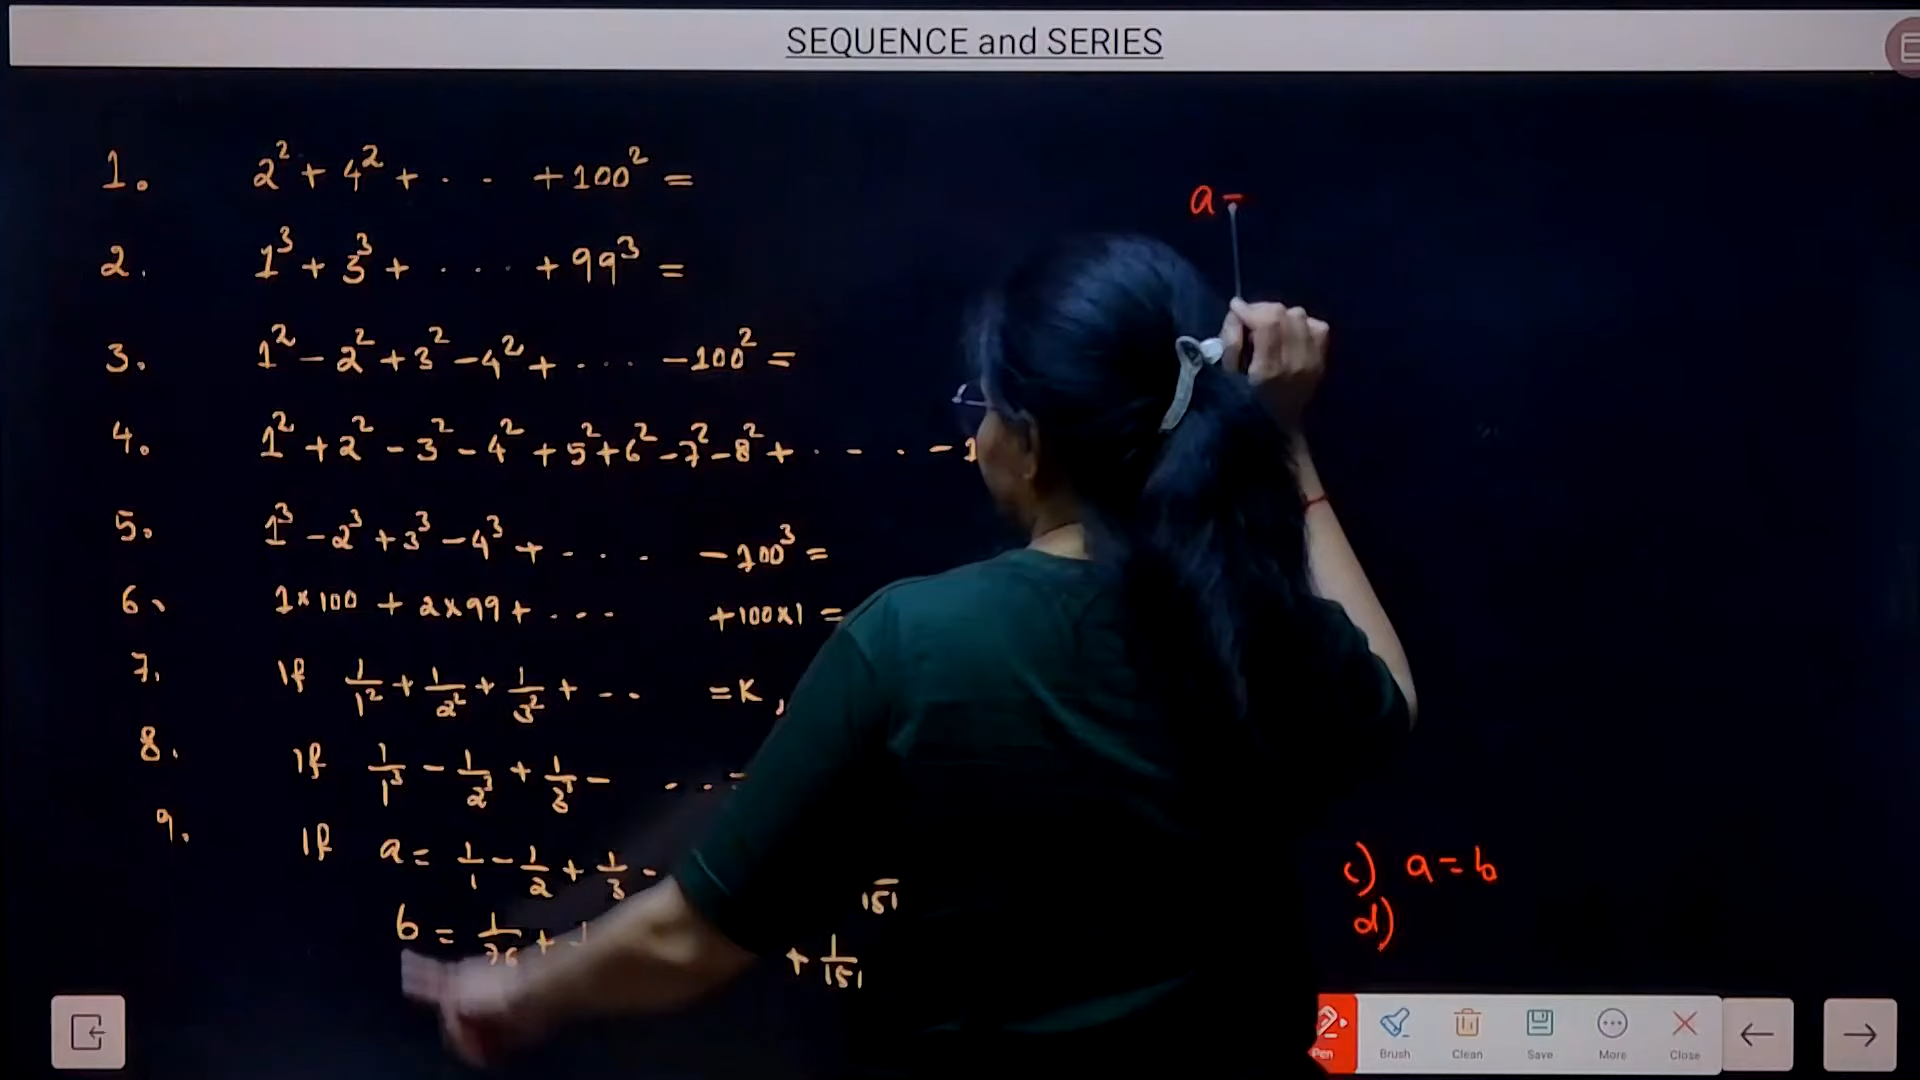 SEQUENCE and SERIES
1. 2² + 4² + . . . + 100² =
2. 1³ + 3³ + . . . . + 99³ =
3. 1² - 2² + 3² - 4² + . . . . - 100² =
4. 1² + 2² - 3² - 4² + 5² + 6² - 7² - 8² + . - - . - 1
5. 1³ - 2³ + 3³ - 4³ + . . . . - 100³ =
6. 1×100 + 2×99 + . . . + 100×1 =
7. If 1/1² + 1/2² + 1/3² + - - = K,
8. If 1/1³ - 1/2³ + 1/3³ - . . .
9. If a = 1/1 - 1/2 + 1/3 - 151
b = 1/76 + + 1/151
a =
c) a = b
d)
Pen Brush Clean Save More Close